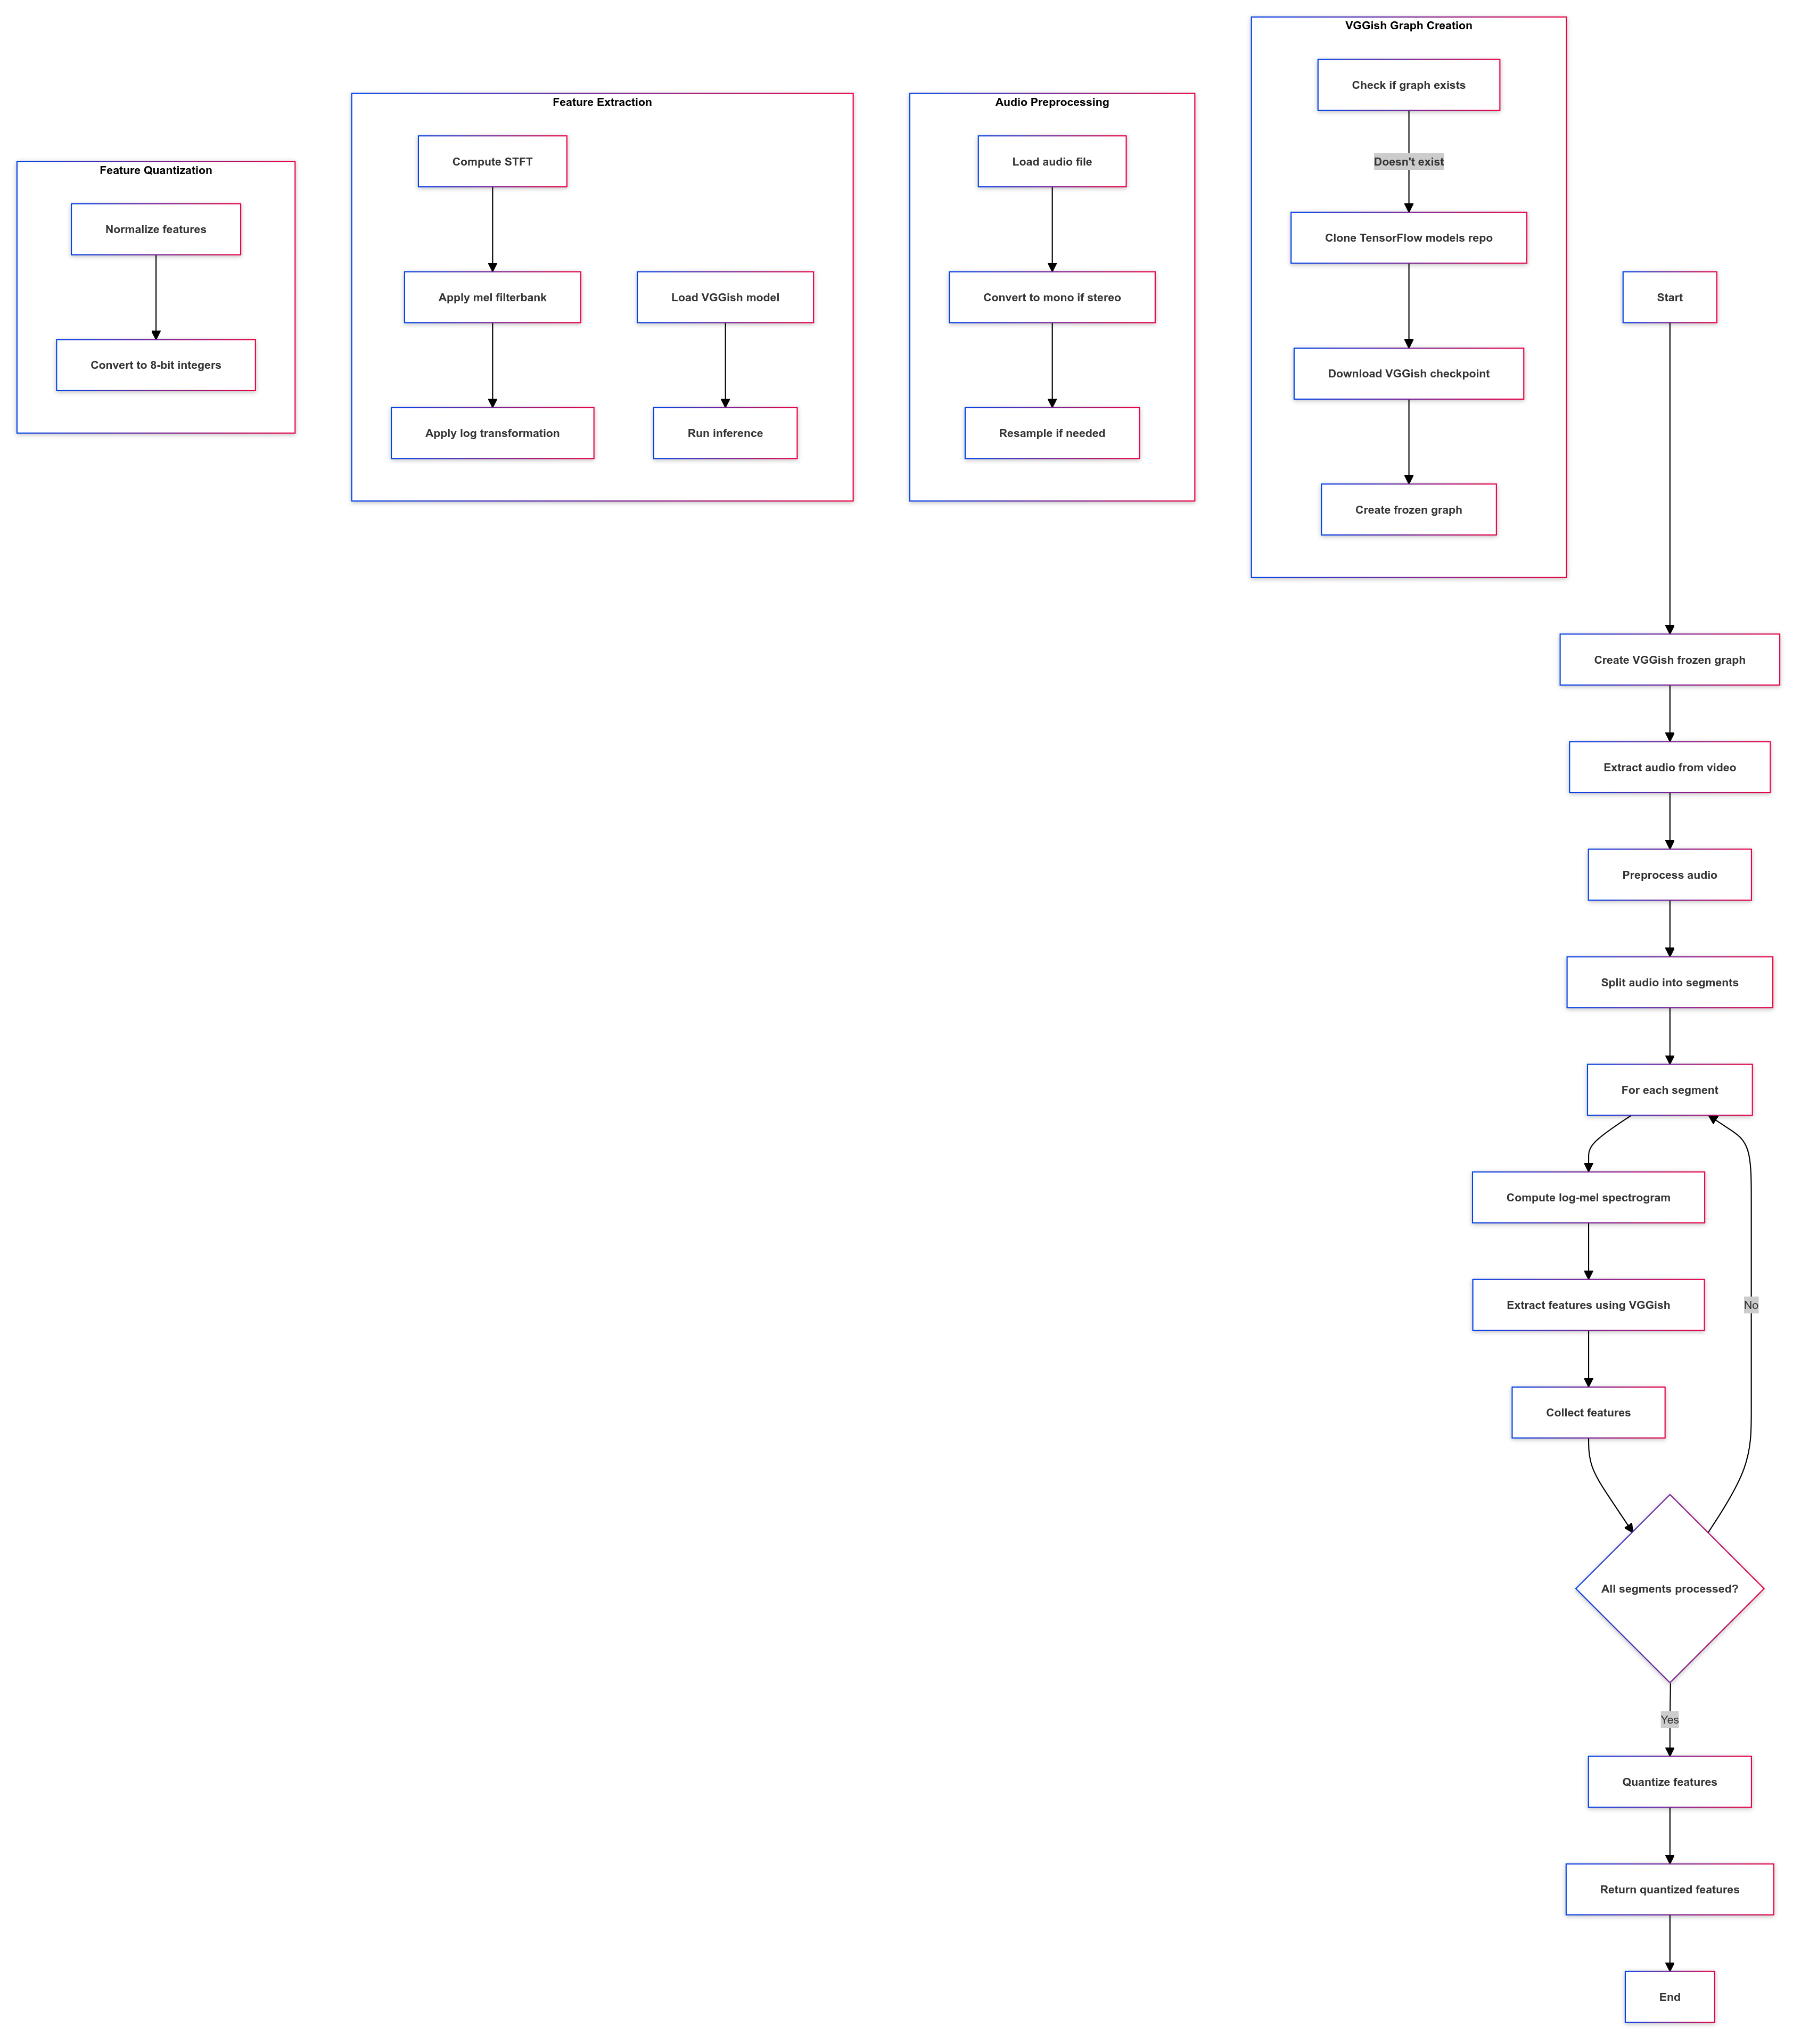 Feature Quantization
Normalize features
Convert to 8-bit integers
Feature Extraction
Compute STFT
Apply mel filterbank
Apply log transformation
Load VGGish model
Run inference
Audio Preprocessing
Load audio file
Convert to mono if stereo
Resample if needed
VGGish Graph Creation
Check if graph exists
Doesn't exist
Clone TensorFlow models repo
Download VGGish checkpoint
Create frozen graph
Start
Create VGGish frozen graph
Extract audio from video
Preprocess audio
Split audio into segments
For each segment
Compute log-mel spectrogram
Extract features using VGGish
No
Collect features
All segments processed?
Yes
Quantize features
Return quantized features
End